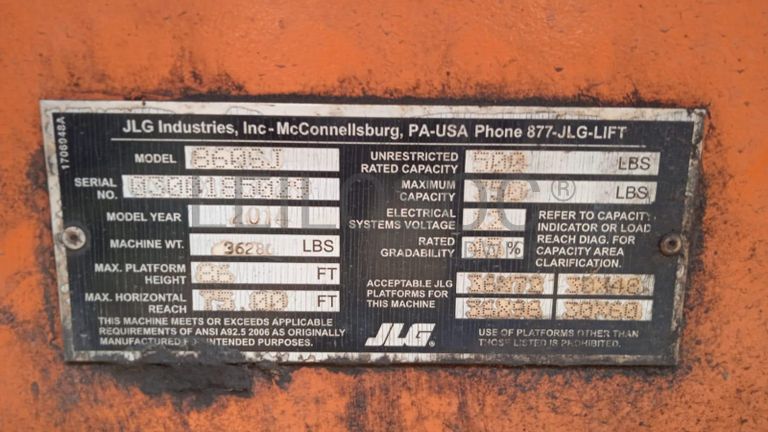 1706948A
JLG Industries, Inc - McConnellsburg, PA-USA Phone 877-JLG-LIFT
MODEL 860SJ
SERIAL NO.
MODEL YEAR 2014
MACHINE WT. 36280 LBS
MAX. PLATFORM HEIGHT 86 FT
MAX. HORIZONTAL REACH 75.00 FT
THIS MACHINE MEETS OR EXCEEDS APPLICABLE
REQUIREMENTS OF ANSI A92.5 2006 AS ORIGINALLY
MANUFACTURED FOR INTENDED PURPOSES.
UNRESTRICTED RATED CAPACITY 500 LBS
MAXIMUM CAPACITY LBS
ELECTRICAL SYSTEMS VOLTAGE
RATED GRADABILITY %
REFER TO CAPACITY
INDICATOR OR LOAD
REACH DIAG. FOR
CAPACITY AREA
CLARIFICATION.
ACCEPTABLE JLG
PLATFORMS FOR
THIS MACHINE
JLG®
USE OF PLATFORMS OTHER THAN
THOSE LISTED IS PROHIBITED.